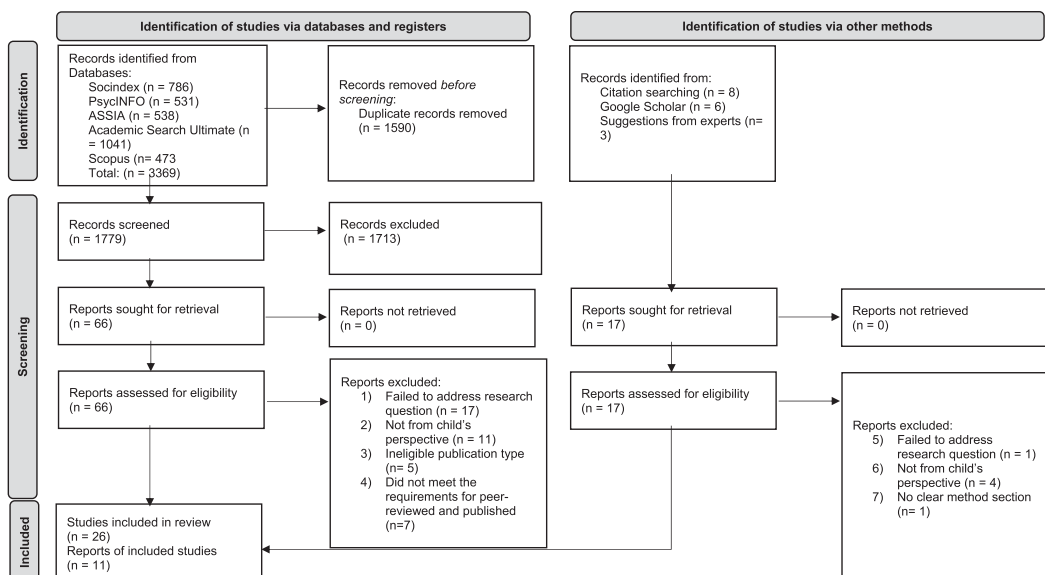 Identification of studies via databases and registers
Identification of studies via other methods
Identification
Records identified from
Databases:
Socindex (n = 786)
PsycINFO (n = 531)
ASSIA (n = 538)
Academic Search Ultimate (n
= 1041)
Scopus (n= 473
Total: (n = 3369)
Records removed before
screening:
Duplicate records removed
(n = 1590)
Records identified from:
Citation searching (n = 8)
Google Scholar (n = 6)
Suggestions from experts (n=
3)
Screening
Records screened
(n = 1779)
Records excluded
(n = 1713)
Reports sought for retrieval
(n = 66)
Reports not retrieved
(n = 0)
Reports sought for retrieval
(n = 17)
Reports not retrieved
(n = 0)
Reports assessed for eligibility
(n = 66)
Reports excluded:
1) Failed to address research
question (n = 17)
2) Not from child's
perspective (n = 11)
3) Ineligible publication type
(n= 5)
4) Did not meet the
requirements for peer-
reviewed and published
(n=7)
Reports assessed for eligibility
(n = 17)
Reports excluded:
5) Failed to address
research question (n = 1)
6) Not from child's
perspective (n = 4)
7) No clear method section
(n= 1)
Included
Studies included in review
(n = 26)
Reports of included studies
(n = 11)